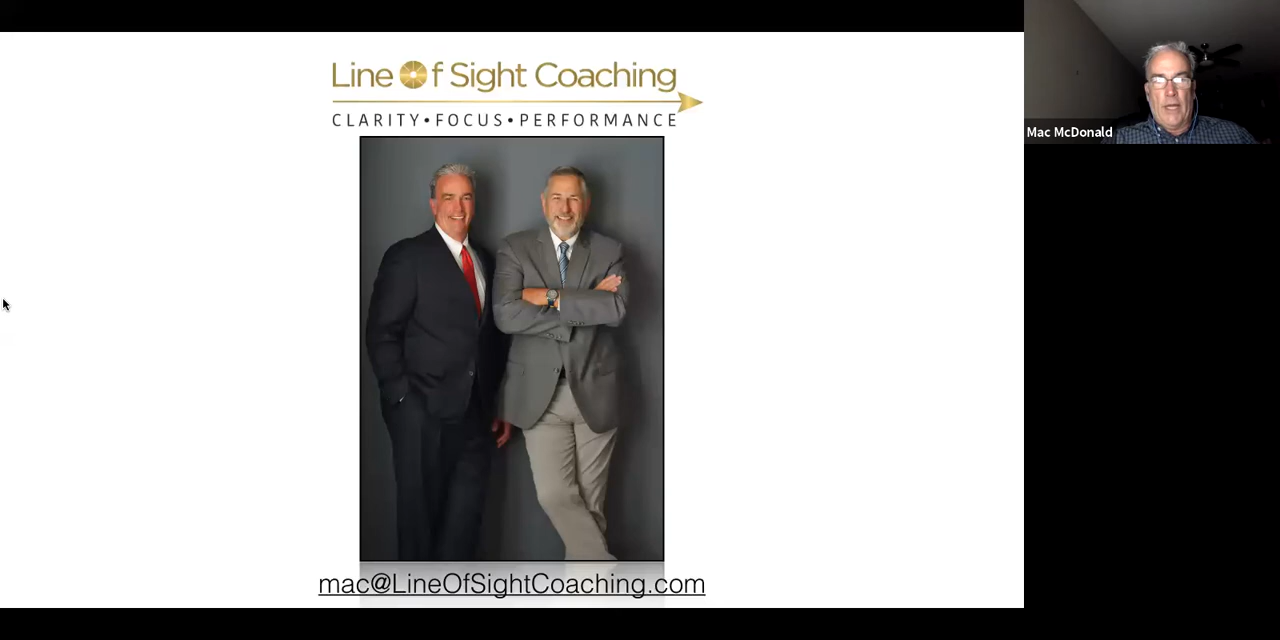 Line Of Sight Coaching
CLARITY•FOCUS•PERFORMANCE
mac@LineOfSightCoaching.com
Mac McDonald